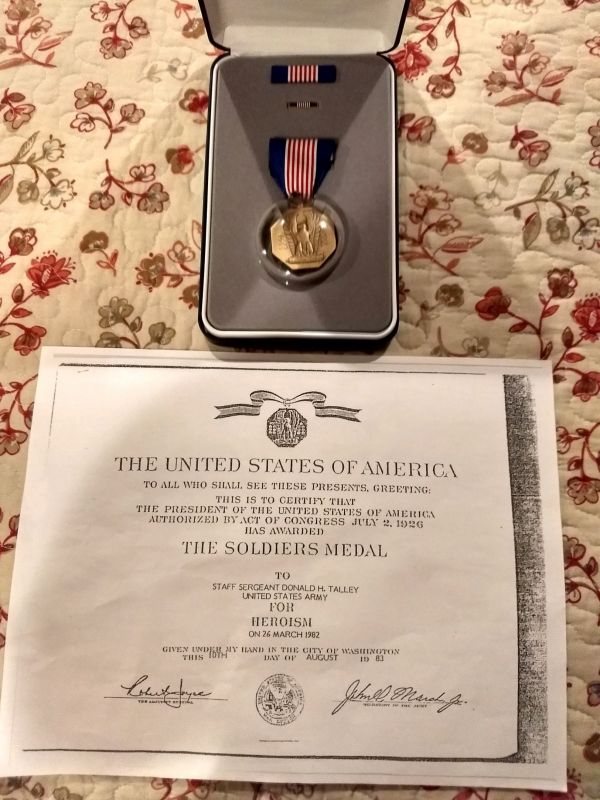 THE UNITED STATES OF AMERICA
TO ALL WHO SHALL SEE THESE PRESENTS, GREETING:
THIS IS TO CERTIFY THAT
THE PRESIDENT OF THE UNITED STATES OF AMERICA
AUTHORIZED BY ACT OF CONGRESS JULY 2, 1926
HAS AWARDED
THE SOLDIERS MEDAL
TO
STAFF SERGEANT DONALD H. TALLEY
UNITED STATES ARMY
FOR
HEROISM
ON 26 MARCH 1982
GIVEN UNDER MY HAND IN THE CITY OF WASHINGTON
THIS 10TH DAY OF AUGUST 19 83
THE ADJUTANT GENERAL
SECRETARY OF THE ARMY